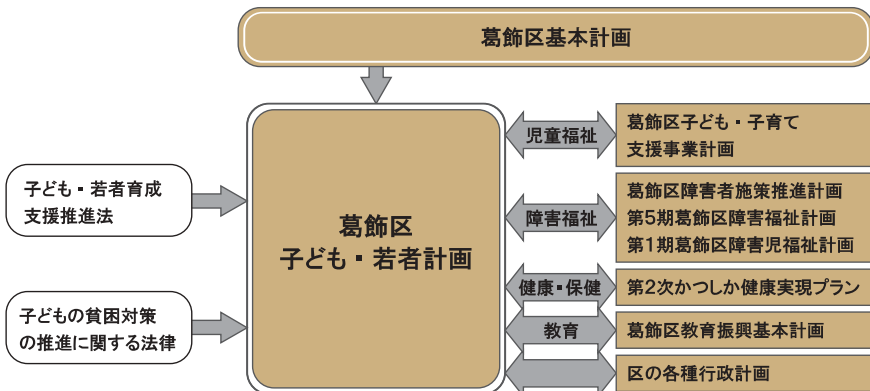 葛飾区基本計画
子ども・若者育成
支援推進法
子どもの貧困対策
の推進に関する法律
葛飾区
子ども・若者計画
児童福祉
葛飾区子ども・子育て
支援事業計画
障害福祉
葛飾区障害者施策推進計画
第5期葛飾区障害福祉計画
第1期葛飾区障害児福祉計画
健康・保健
第2次かつしか健康実現プラン
教育
葛飾区教育振興基本計画
区の各種行政計画